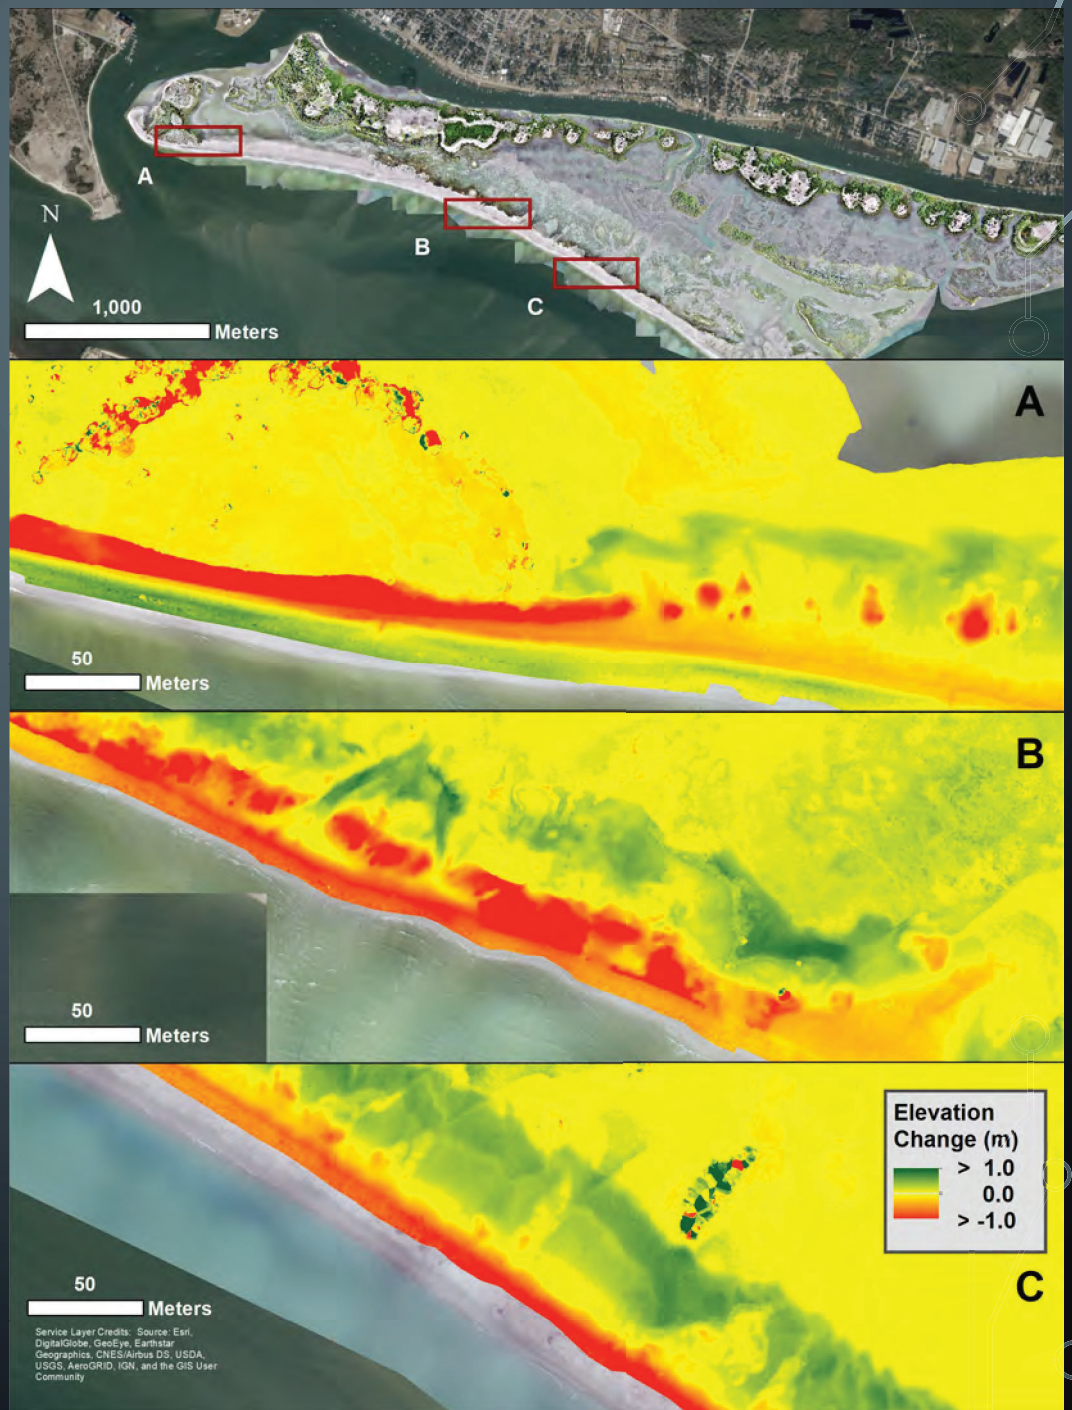 A
N
B
C
1,000
Meters
A
50
Meters
B
50
Meters
Elevation
Change (m)
> 1.0
0.0
> -1.0
C
50
Meters
Service Layer Credits: Source: Esri,
DigitalGlobe, GeoEye, Earthstar
Geographics, CNES/Airbus DS, USDA,
USGS, AeroGRID, IGN, and the GIS User
Community